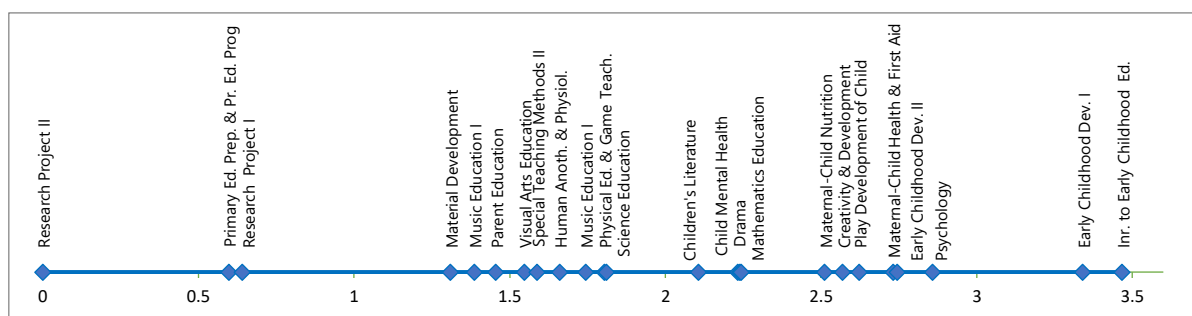 Research Project II
Primary Ed. Prep. & Pr. Ed. Prog
Research Project I
Material Development
Music Education I
Parent Education
Visual Arts Education
Special Teaching Methods II
Human Anoth. & Physiol.
Music Education I
Physical Ed. & Game Teach.
Science Education
Children's Literature
Child Mental Health
Drama
Mathematics Education
Maternal-Child Nutrition
Creativity & Development
Play Development of Child
Maternal-Child Health & First Aid
Early Childhood Dev. II
Psychology
Early Childhood Dev. I
Inr. to Early Childhood Ed.
0 0.5 1 1.5 2 2.5 3 3.5